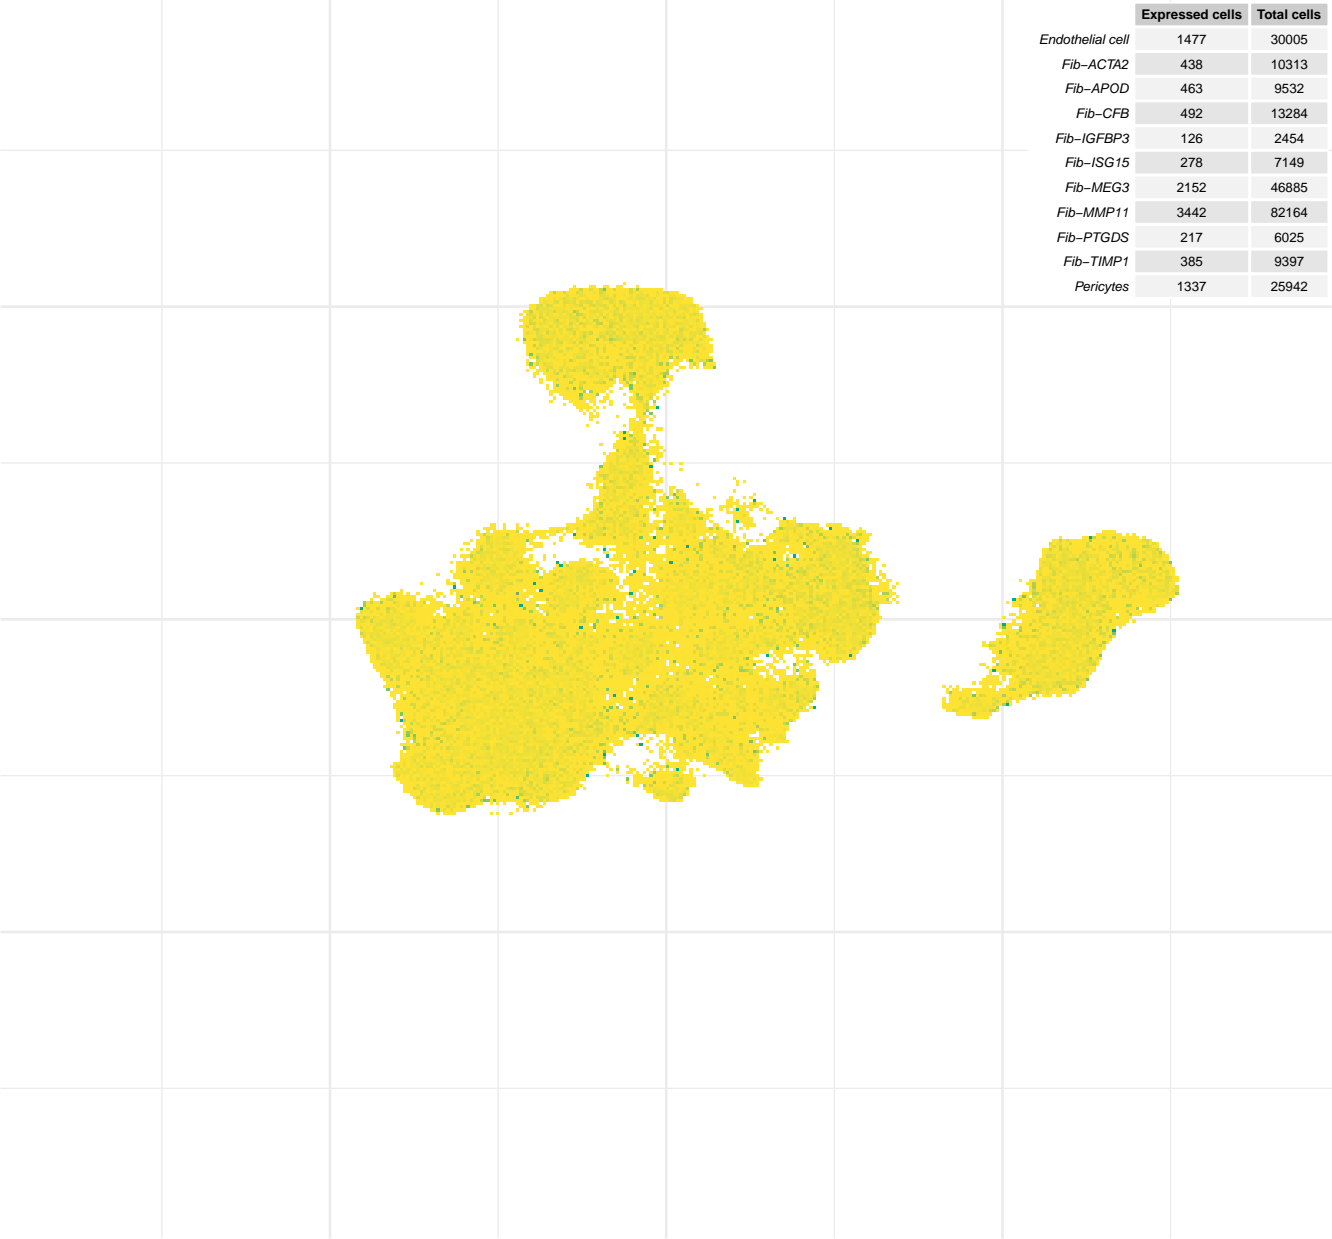 Expressed cells Total cells
Endothelial cell 1477 30005
Fib−ACTA2 438 10313
Fib−APOD 463 9532
Fib−CFB 492 13284
Fib−IGFBP3 126 2454
Fib−ISG15 278 7149
Fib−MEG3 2152 46885
Fib−MMP11 3442 82164
Fib−PTGDS 217 6025
Fib−TIMP1 385 9397
Pericytes 1337 25942